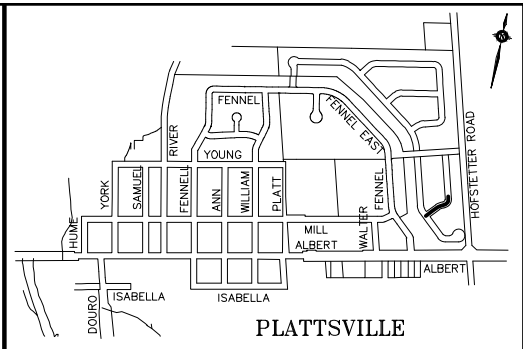 FENNEL
FENNEL EAST
RIVER
YOUNG
HOFSTETTER ROAD
YORK
SAMUEL
FENNELL
ANN
WILLIAM
PLATT
FENNEL
HUME
MILL
WALTER
ALBERT
ALBERT
ISABELLA
ISABELLA
DOURO
PLATTSVILLE